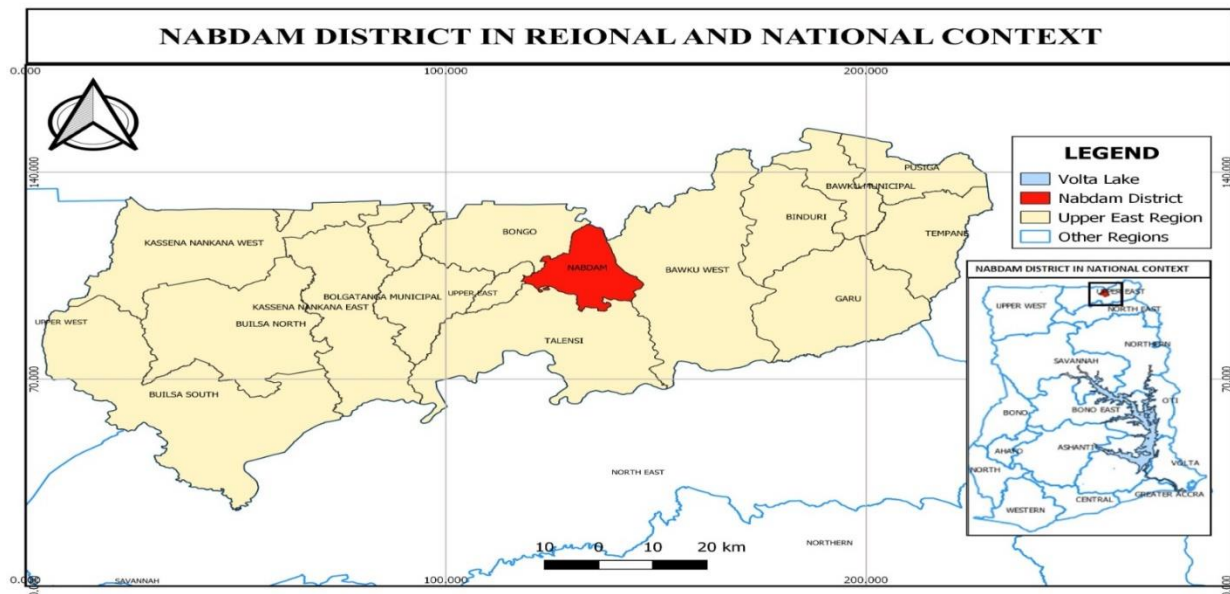 NABDAM DISTRICT IN REIONAL AND NATIONAL CONTEXT
0.000
100.000
200.000
140.000
140.000
LEGEND
Volta Lake
Nabdam District
Upper East Region
Other Regions
PUSIGA
BAWKU MUNICIPAL
BINDURI
TEMPANE
BONGO
KASSENA NANKANA WEST
NABDAM
BAWKU WEST
UPPER EAST
BOLGATANGA MUNICIPAL
KASSENA NANKANA EAST
GARU
UPPER WEST
BUILSA NORTH
TALENSI
BUILSA SOUTH
70.000
70.000
NABDAM DISTRICT IN NATIONAL CONTEXT
UPPER EAST
UPPER WEST
NORTH EAST
NORTHERN
SAVANNAH
OTI
BONO
BONO EAST
AHAFO
ASHANTI
NORTH
VOLTA
GREATER ACCRA
CENTRAL
WESTERN
NORTH EAST
NORTHERN
SAVANNAH
10 0 10 20 km
0.000
100.000
200.000